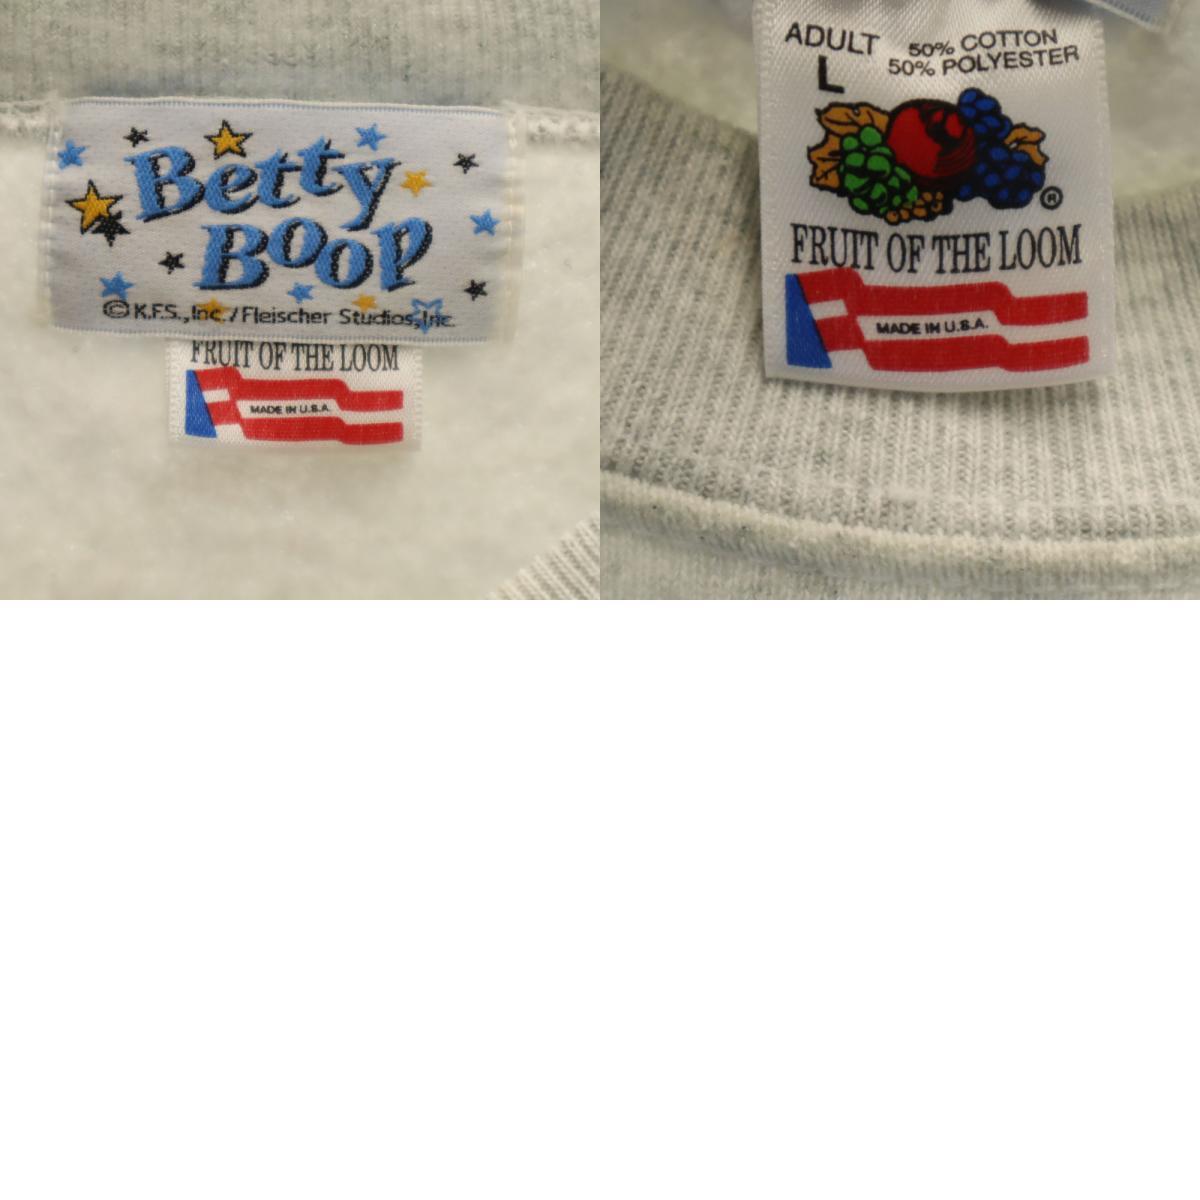 Betty
BOOP
©K.F.S.,Inc./Fleischer Studios,Inc.
FRUIT OF THE LOOM
MADE IN U.S.A.
ADULT
L
50% COTTON
50% POLYESTER
®
FRUIT OF THE LOOM
MADE IN U.S.A.